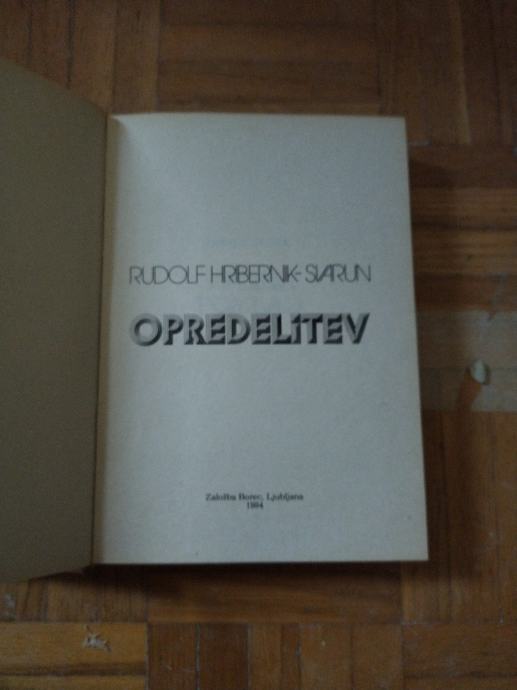 RUDOLF HRIBERNIK-SVARUN
OPREDELITEV
Založba Borec, Ljubljana
1984